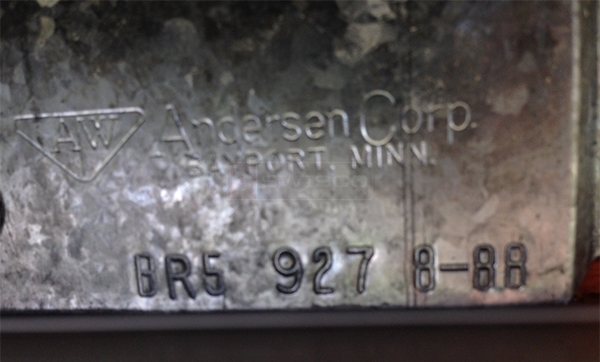 AW Andersen Corp.
BAYPORT, MINN.
BR5 927 8-88